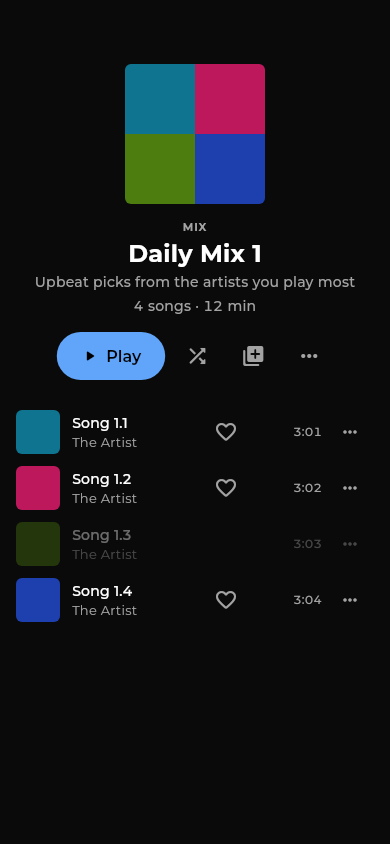 MIX
Daily Mix 1
Upbeat picks from the artists you play most
4 songs · 12 min
Play
Song 1.1
The Artist
3:01
Song 1.2
The Artist
3:02
Song 1.3
The Artist
3:03
Song 1.4
The Artist
3:04